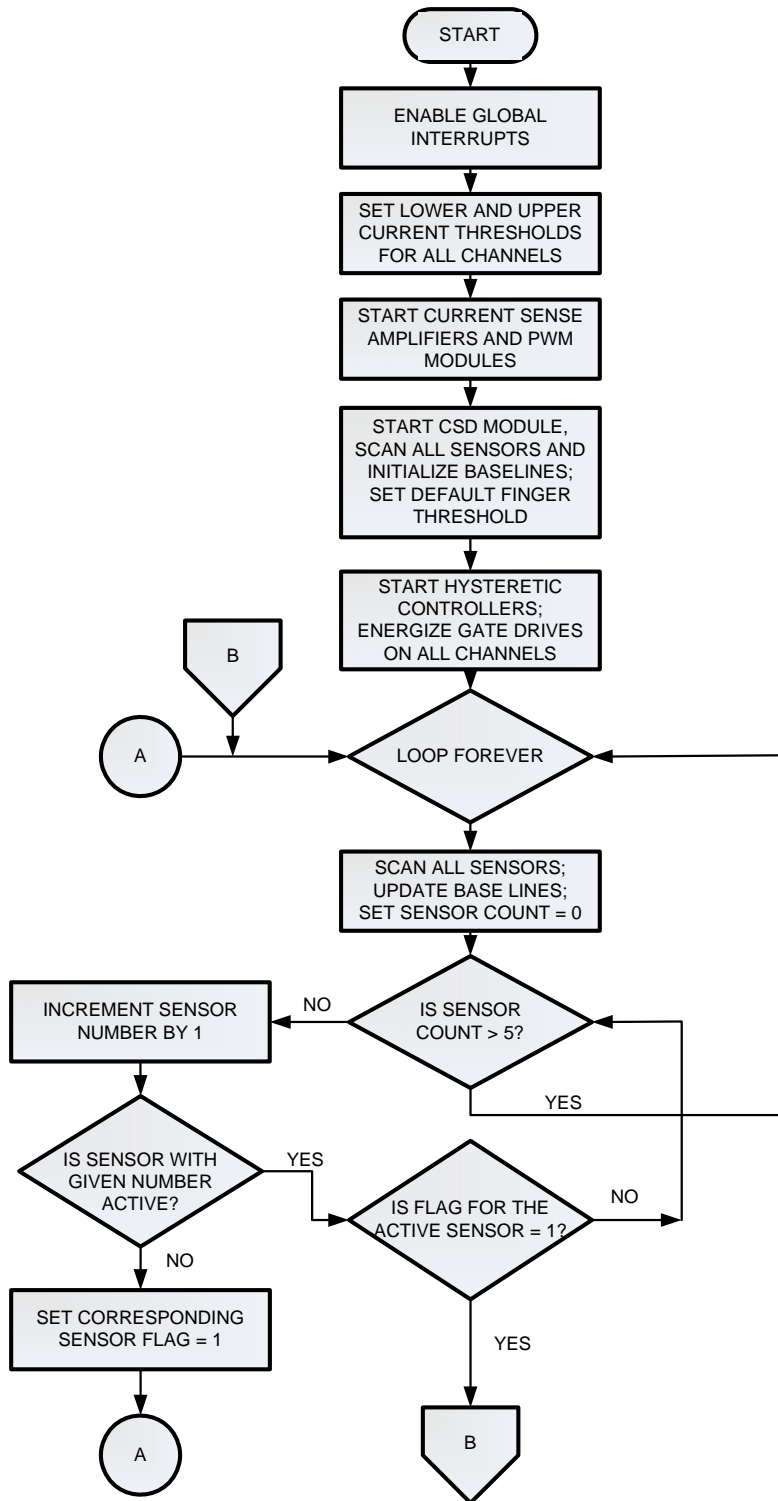 START
ENABLE GLOBAL
INTERRUPTS
SET LOWER AND UPPER
CURRENT THRESHOLDS
FOR ALL CHANNELS
START CURRENT SENSE
AMPLIFIERS AND PWM
MODULES
START CSD MODULE,
SCAN ALL SENSORS AND
INITIALIZE BASELINES;
SET DEFAULT FINGER
THRESHOLD
START HYSTERETIC
CONTROLLERS;
ENERGIZE GATE DRIVES
ON ALL CHANNELS
B
A
LOOP FOREVER
SCAN ALL SENSORS;
UPDATE BASE LINES;
SET SENSOR COUNT = 0
IS SENSOR
COUNT > 5?
NO
YES
INCREMENT SENSOR
NUMBER BY 1
IS SENSOR WITH
GIVEN NUMBER
ACTIVE?
YES
NO
IS FLAG FOR THE
ACTIVE SENSOR = 1?
NO
YES
SET CORRESPONDING
SENSOR FLAG = 1
A
B